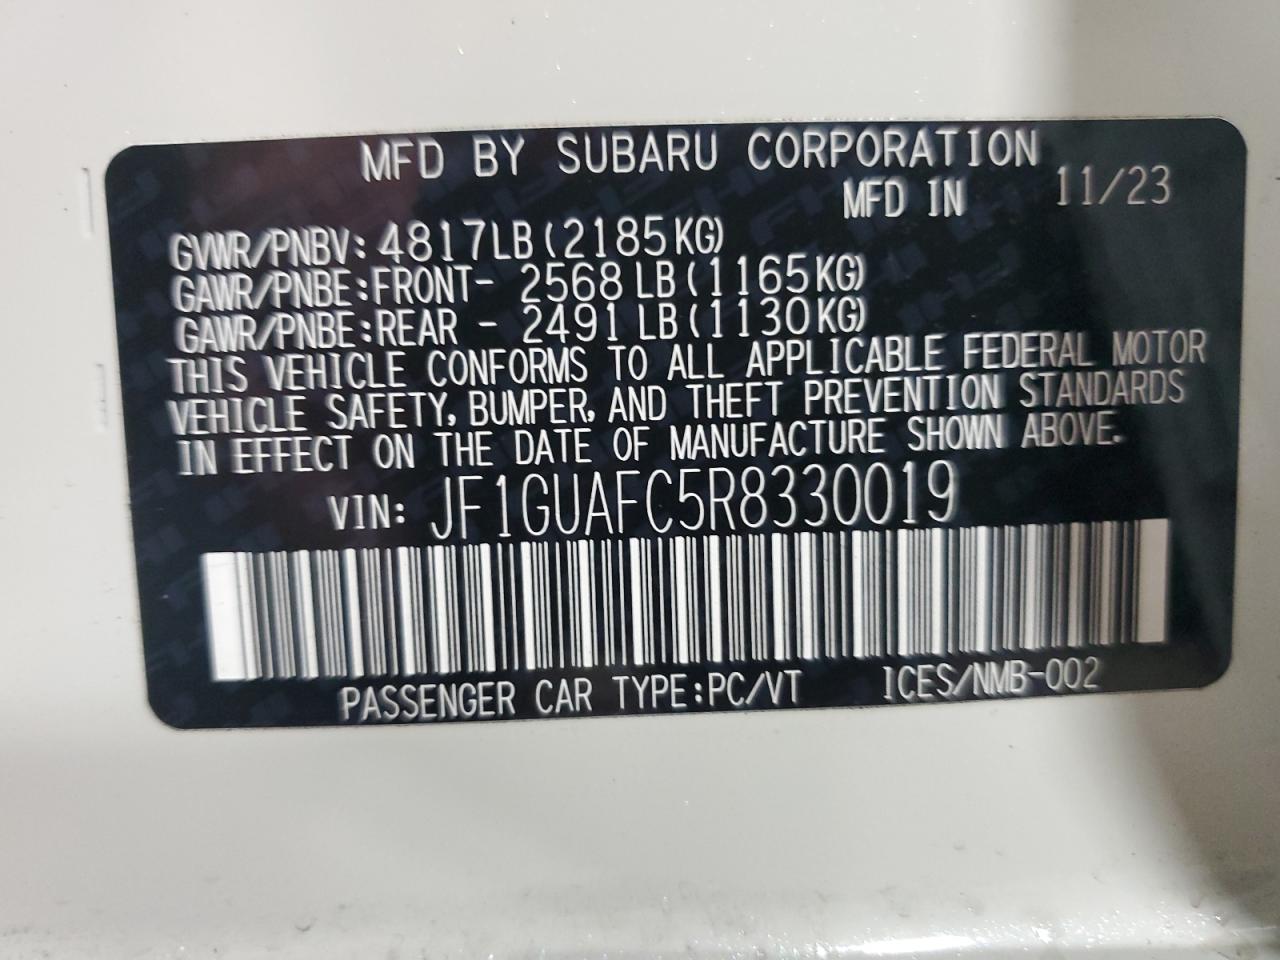 MFD BY SUBARU CORPORATION
MFD IN 11/23
GVWR/PNBV: 4817LB(2185KG)
GAWR/PNBE:FRONT- 2568 LB(1165KG)
GAWR/PNBE:REAR - 2491 LB(1130KG)
THIS VEHICLE CONFORMS TO ALL APPLICABLE FEDERAL MOTOR
VEHICLE SAFETY, BUMPER, AND THEFT PREVENTION STANDARDS
IN EFFECT ON THE DATE OF MANUFACTURE SHOWN ABOVE.
VIN: JF1GUAFC5R8330019
PASSENGER CAR TYPE:PC/VT ICES/NMB-002